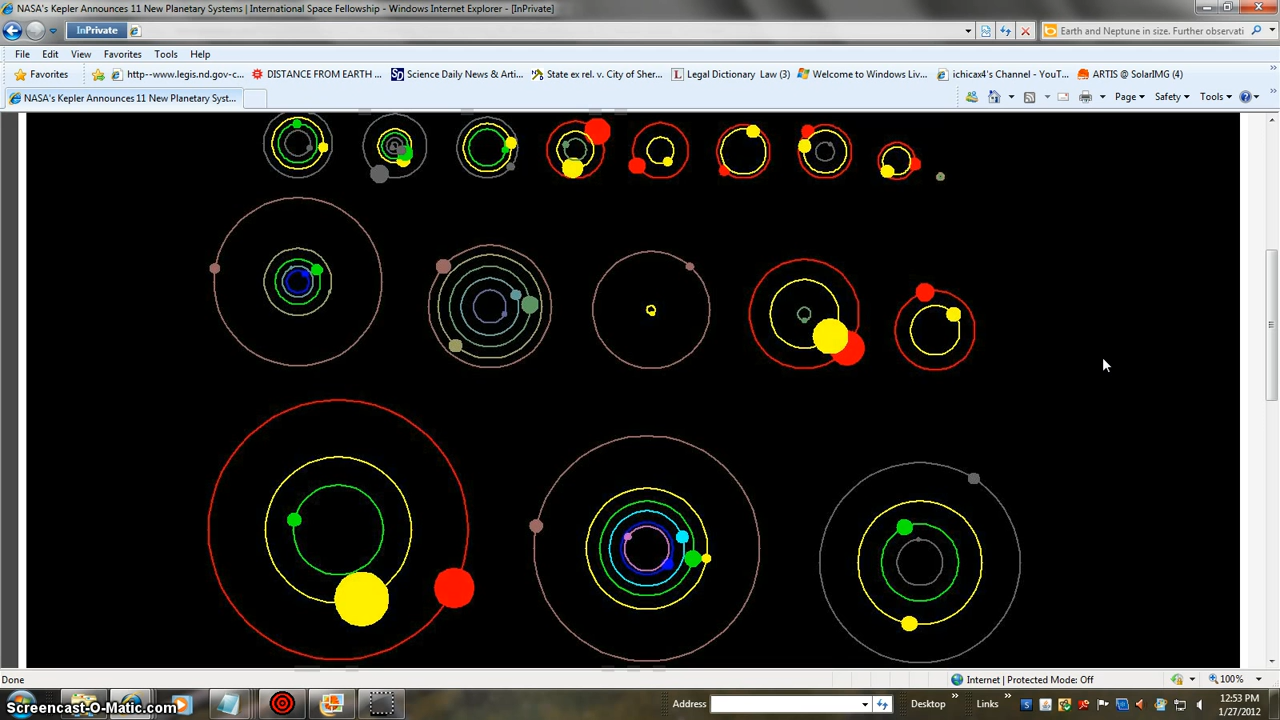 NASA's Kepler Announces 11 New Planetary Systems | International Space Fellowship - Windows Internet Explorer - [InPrivate]
InPrivate
Earth and Neptune in size. Further observati
File Edit View Favorites Tools Help
Favorites http--www.legis.nd.gov-c... DISTANCE FROM EARTH ... Science Daily News & Arti... State ex rel. v. City of Sher... Legal Dictionary Law (3) Welcome to Windows Liv... ichicax4's Channel - YouT... ARTIS @ SolarIMG (4)
NASA's Kepler Announces 11 New Planetary Syst... Page Safety Tools
Done Internet | Protected Mode: Off 100%
Screencast-O-Matic.com Address Desktop Links 12:53 PM
1/27/2012